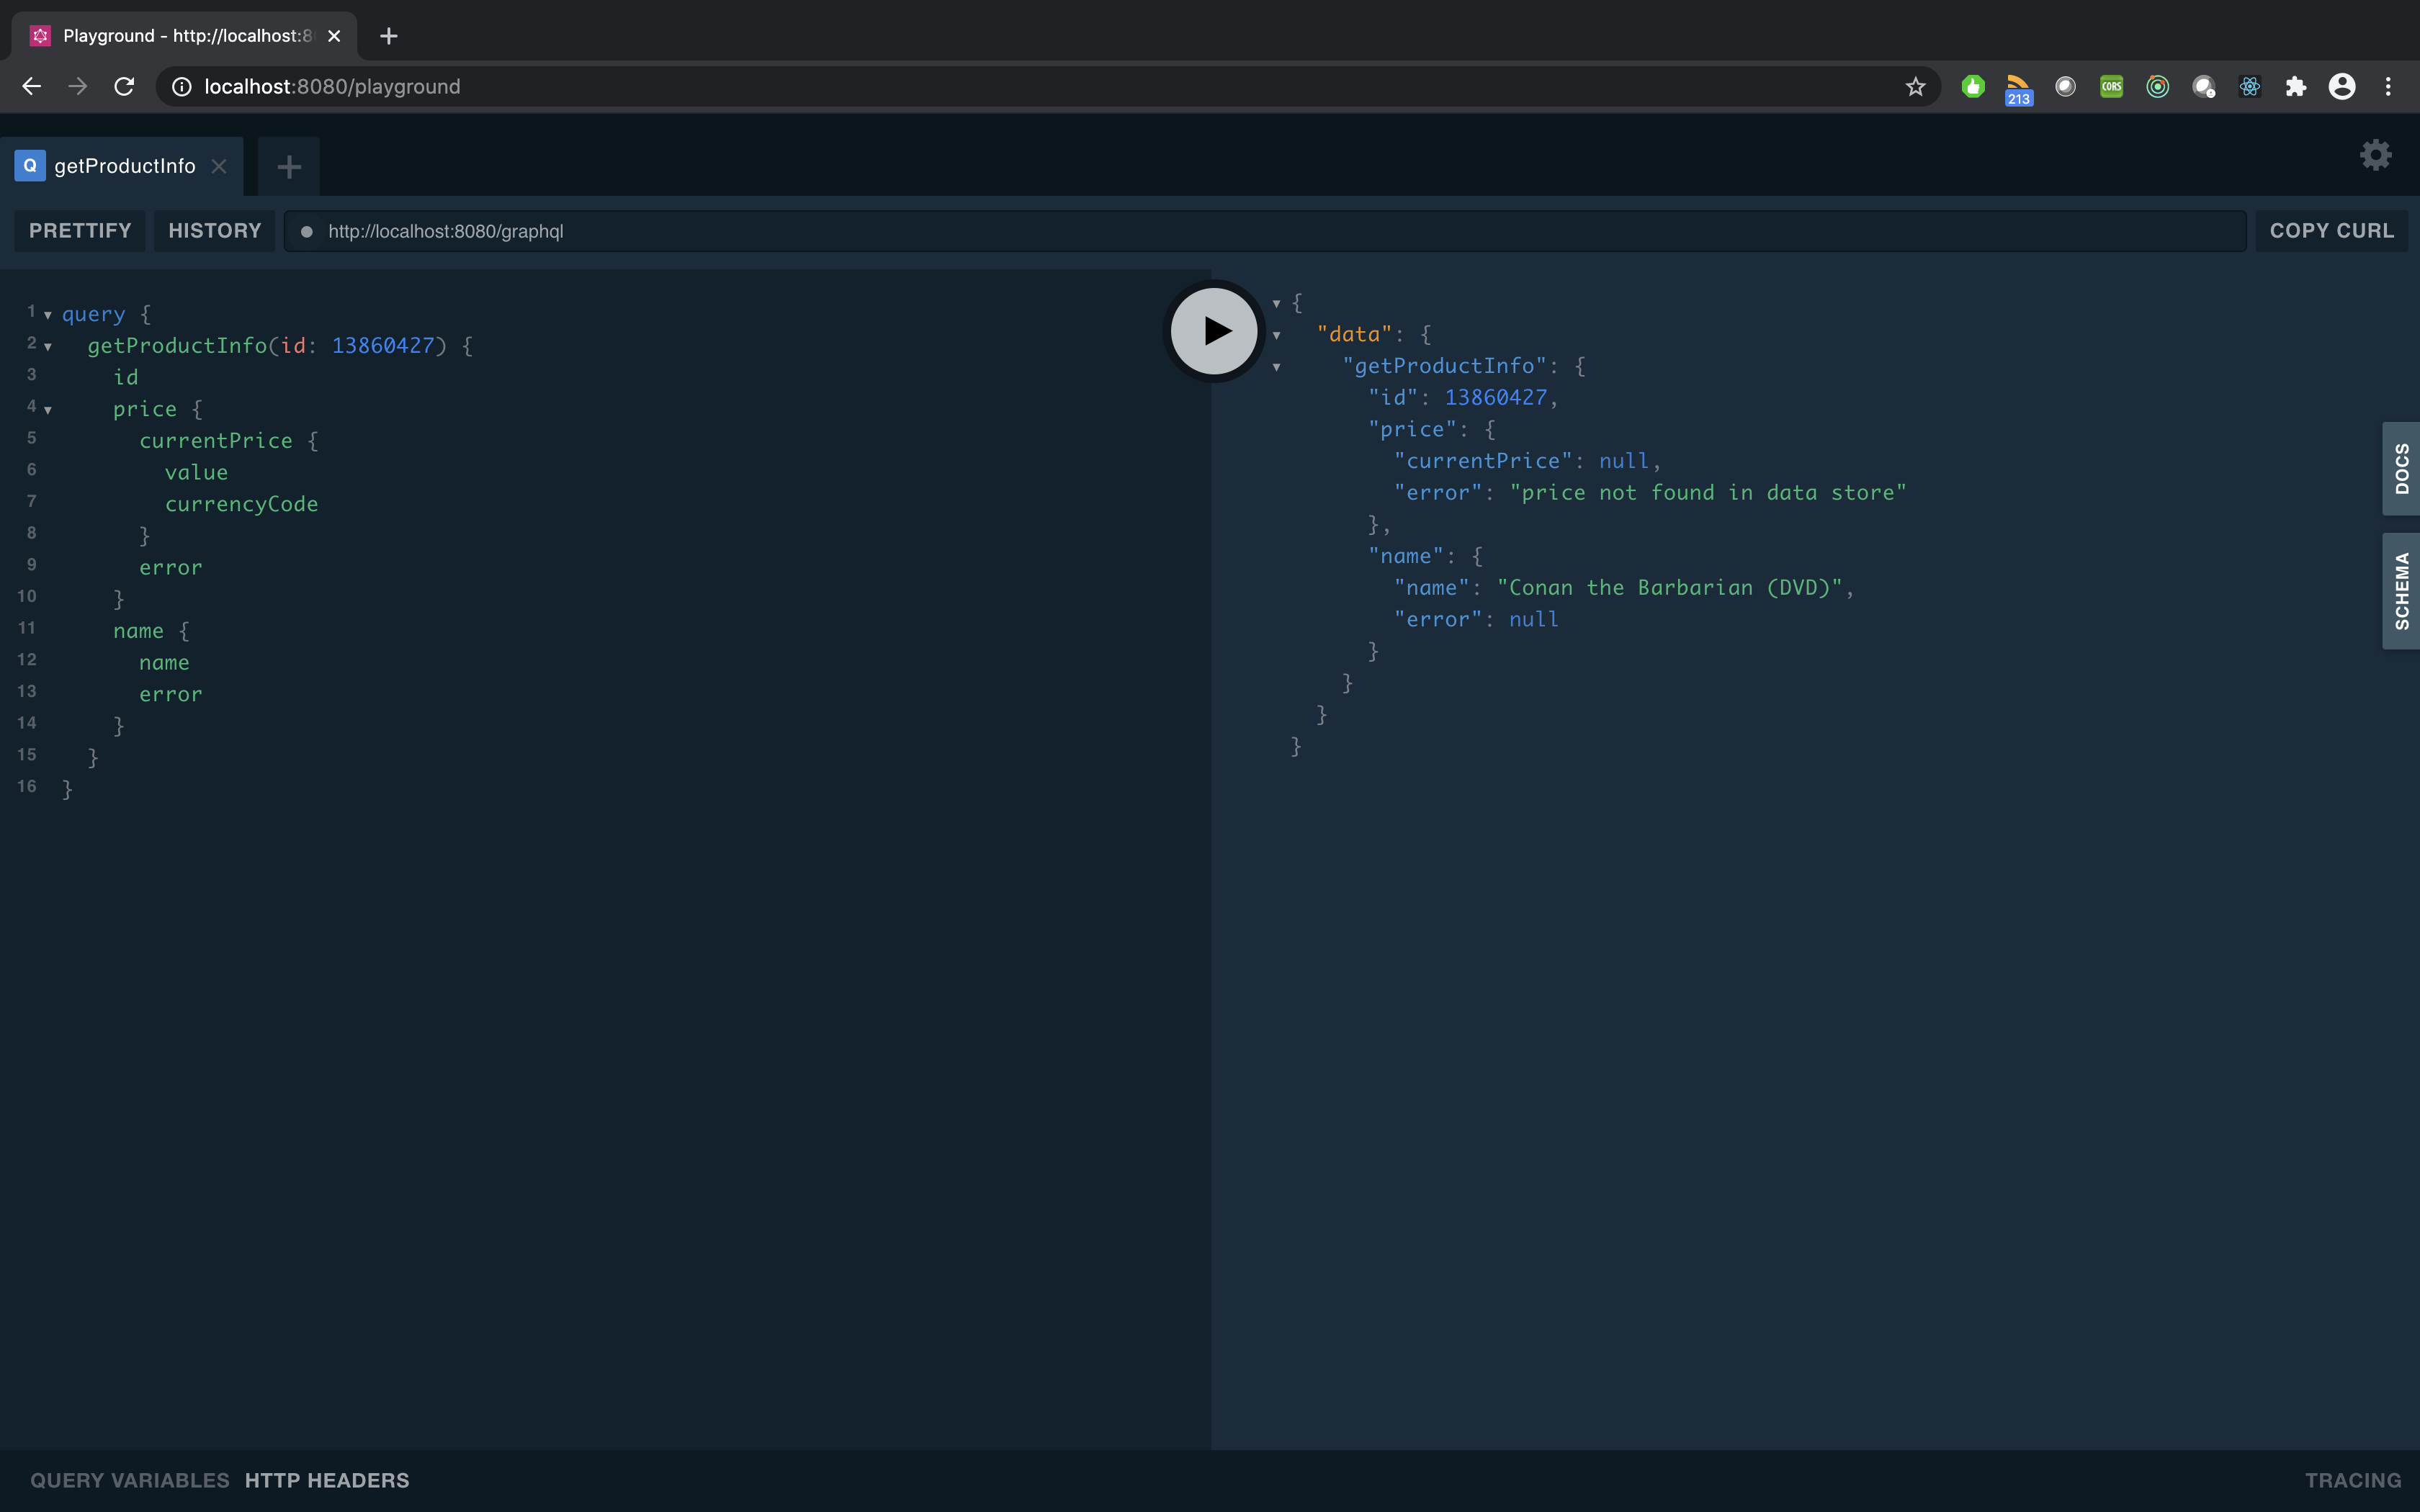 Playground - http://localhost:8
localhost:8080/playground
CORS
213
Q getProductInfo
PRETTIFY HISTORY http://localhost:8080/graphql COPY CURL
1 query {
2 getProductInfo(id: 13860427) {
3 id
4 price {
5 currentPrice {
6 value
7 currencyCode
8 }
9 error
10 }
11 name {
12 name
13 error
14 }
15 }
16 }
{
"data": {
"getProductInfo": {
"id": 13860427,
"price": {
"currentPrice": null,
"error": "price not found in data store"
},
"name": {
"name": "Conan the Barbarian (DVD)",
"error": null
}
}
}
}
DOCS
SCHEMA
QUERY VARIABLES HTTP HEADERS TRACING